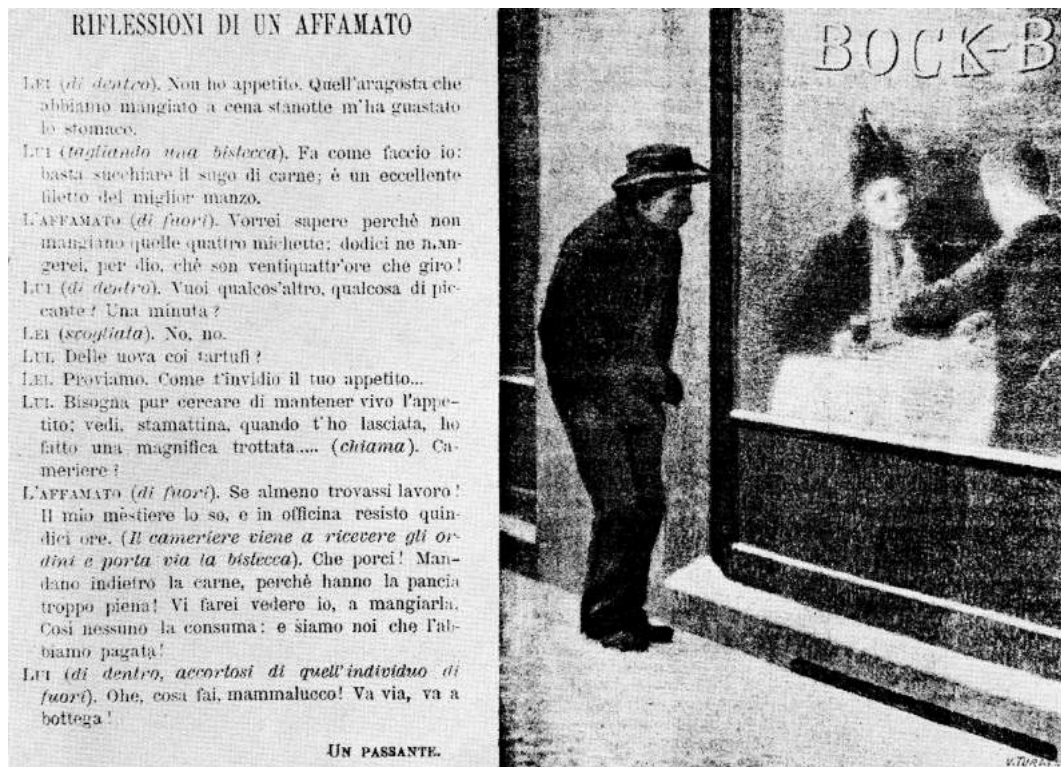 RIFLESSIONI DI UN AFFAMATO
LEI (di dentro). Non ho appetito. Quell'aragosta che
abbiamo mangiato a cena stanotte m'ha guastato
lo stomaco.
LUI (tagliando una bistecca). Fa come faccio io:
basta succhiare il sugo di carne; è un eccellente
filetto del miglior manzo.
L'AFFAMATO (di fuori). Vorrei sapere perchè non
mangiano quelle quattro michette; dodici ne man-
gerei, per dio, chè son ventiquattr'ore che giro!
LUI (di dentro). Vuoi qualcos'altro, qualcosa di pic-
cante? Una minuta?
LEI (svogliata). No, no.
LUI. Delle uova coi tartufi?
LEI. Proviamo. Come t'invidio il tuo appetito...
LUI. Bisogna pur cercare di mantener vivo l'appe-
tito; vedi, stamattina, quando t'ho lasciata, ho
fatto una magnifica trottata..... (chiama). Ca-
meriere?
L'AFFAMATO (di fuori). Se almeno trovassi lavoro!
Il mio mestiere lo so, e in officina resisto quin-
dici ore. (Il cameriere viene a ricevere gli or-
dini e porta via la bistecca). Che porci! Man-
dano indietro la carne, perchè hanno la pancia
troppo piena! Vi farei vedere io, a mangiarla.
Così nessuno la consuma: e siamo noi che l'ab-
biamo pagata!
LUI (di dentro, accortosi di quell'individuo di
fuori). Ohe, cosa fai, mammalucco! Va via, va a
bottega!
UN PASSANTE.
BOCK-B